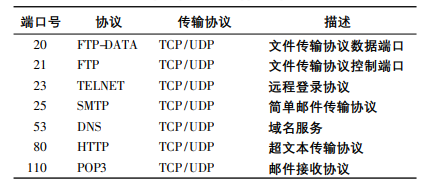 端口号 协议 传输协议 描述
20 FTP-DATA TCP/UDP 文件传输协议数据端口
21 FTP TCP/UDP 文件传输协议控制端口
23 TELNET TCP/UDP 远程登录协议
25 SMTP TCP/UDP 简单邮件传输协议
53 DNS TCP/UDP 域名服务
80 HTTP TCP/UDP 超文本传输协议
110 POP3 TCP/UDP 邮件接收协议